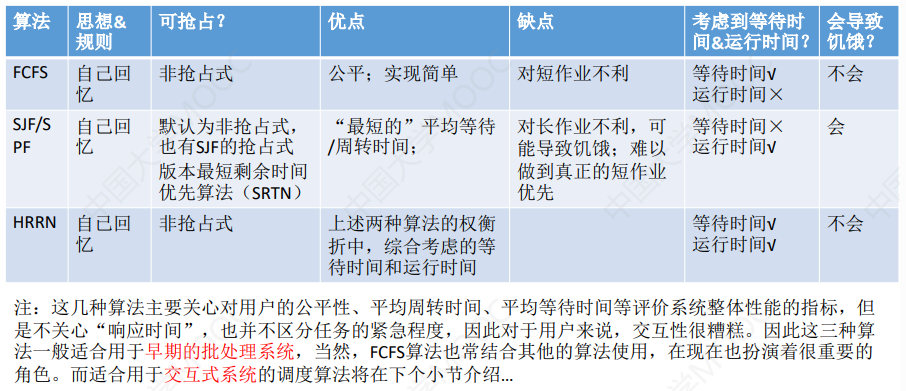 算法
思想&
规则
可抢占？
优点
缺点
考虑到等待时
间&运行时间？
会导致
饥饿？
FCFS
自己回
忆
非抢占式
公平；实现简单
对短作业不利
等待时间√
运行时间×
不会
SJF/S
PF
自己回
忆
默认为非抢占式，
也有SJF的抢占式
版本最短剩余时间
优先算法（SRTN）
“最短的”平均等待
/周转时间；
对长作业不利，可
能导致饥饿；难以
做到真正的短作业
优先
等待时间×
运行时间√
会
HRRN
自己回
忆
非抢占式
上述两种算法的权衡
折中，综合考虑的等
待时间和运行时间
等待时间√
运行时间√
不会
注：这几种算法主要关心对用户的公平性、平均周转时间、平均等待时间等评价系统整体性能的指标，但
是不关心“响应时间”，也并不区分任务的紧急程度，因此对于用户来说，交互性很糟糕。因此这三种算
法一般适合用于早期的批处理系统，当然，FCFS算法也常结合其他的算法使用，在现在也扮演着很重要的
角色。而适合用于交互式系统的调度算法将在下个小节介绍...
中国大学MOOC